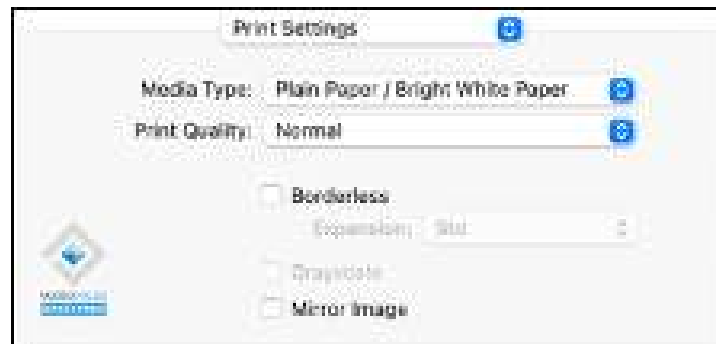 Print Settings
Media Type: Plain Paper / Bright White Paper
Print Quality: Normal
Borderless
Expansion: Std
Grayscale
Mirror Image